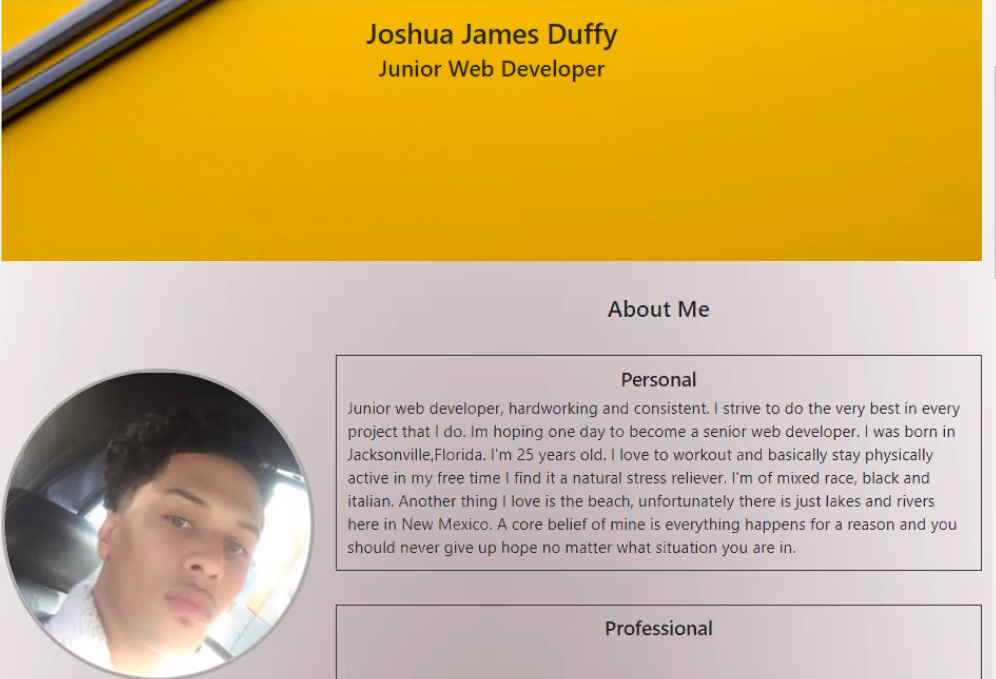 Joshua James Duffy
Junior Web Developer
About Me
Personal
Junior web developer, hardworking and consistent. I strive to do the very best in every
project that I do. Im hoping one day to become a senior web developer. I was born in
Jacksonville,Florida. I'm 25 years old. I love to workout and basically stay physically
active in my free time I find it a natural stress reliever. I'm of mixed race, black and
italian. Another thing I love is the beach, unfortunately there is just lakes and rivers
here in New Mexico. A core belief of mine is everything happens for a reason and you
should never give up hope no matter what situation you are in.
Professional